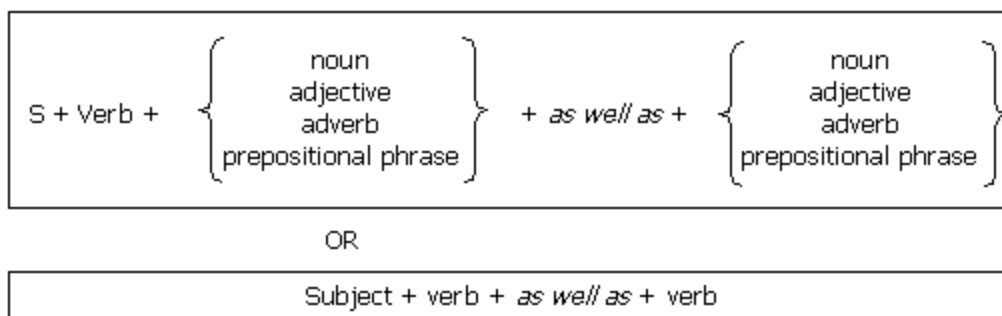 noun noun
adjective adjective
S + Verb + adverb + as well as + adverb
prepositional phrase prepositional phrase
OR
Subject + verb + as well as + verb